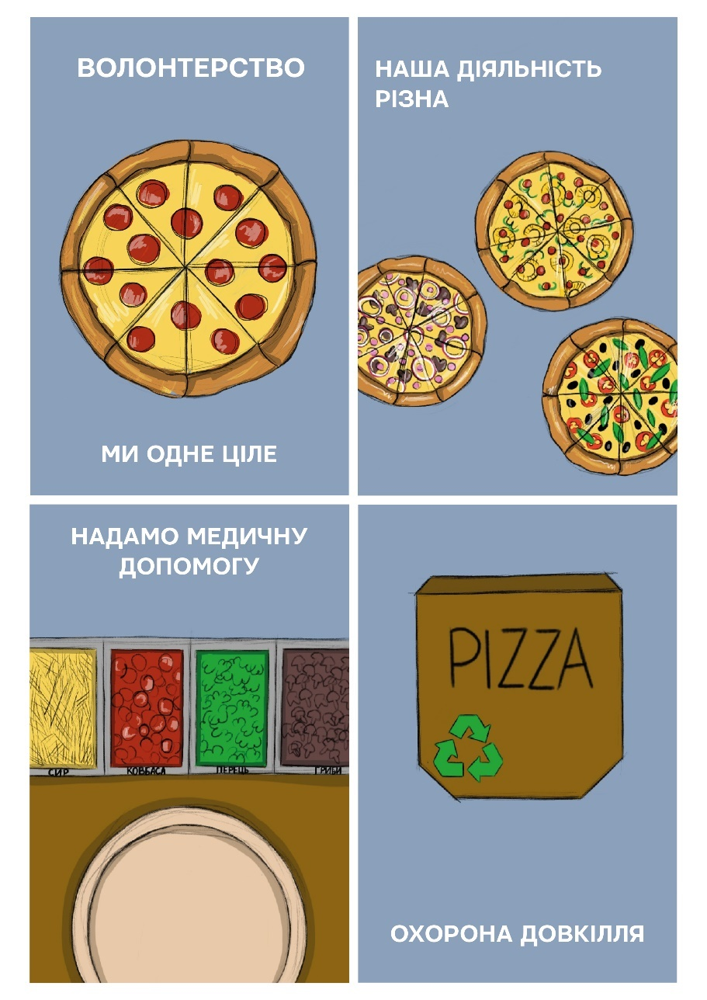 ВОЛОНТЕРСТВО
МИ ОДНЕ ЦІЛЕ
НАША ДІЯЛЬНІСТЬ
РІЗНА
НАДАМО МЕДИЧНУ
ДОПОМОГУ
СИР
КОВБАСА
ПЕРЕЦЬ
ГРИБИ
PIZZA
ОХОРОНА ДОВКІЛЛЯ